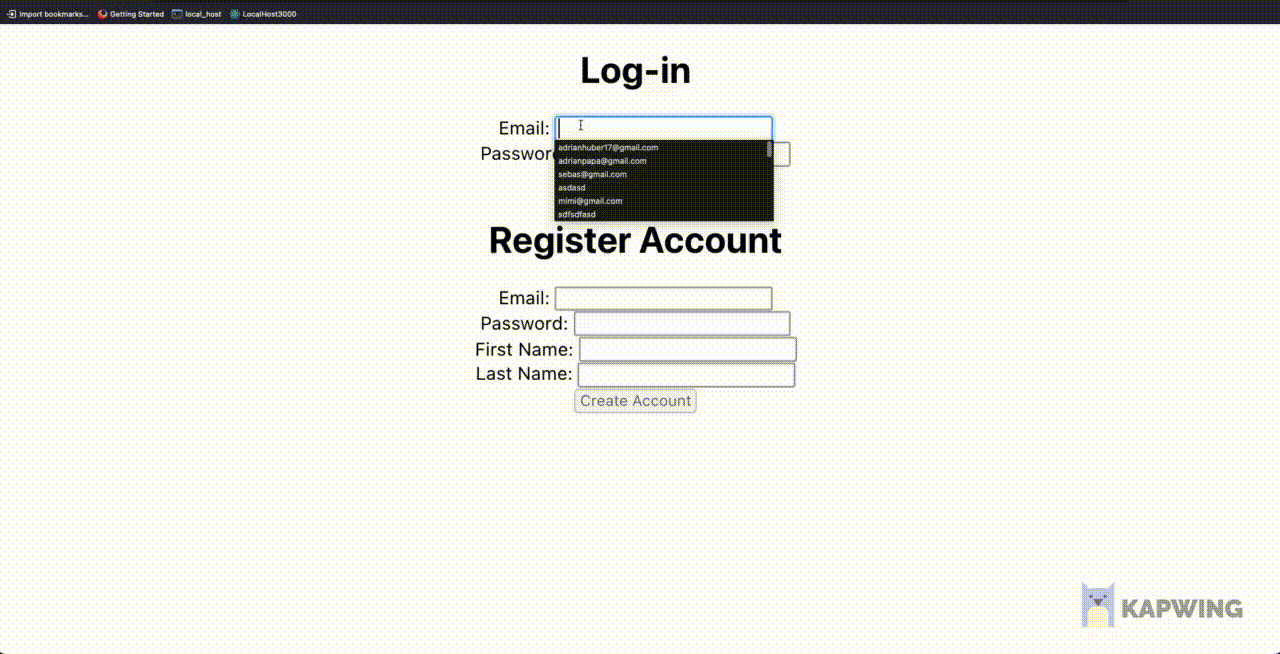 Import bookmarks... Getting Started local_host LocalHost3000
Log-in
Email:
Passwor
adrianhuber17@gmail.com
adrianpapa@gmail.com
sebas@gmail.com
asdasd
mimi@gmail.com
sdfsdfasd
Register Account
Email:
Password:
First Name:
Last Name:
Create Account
KAPWING